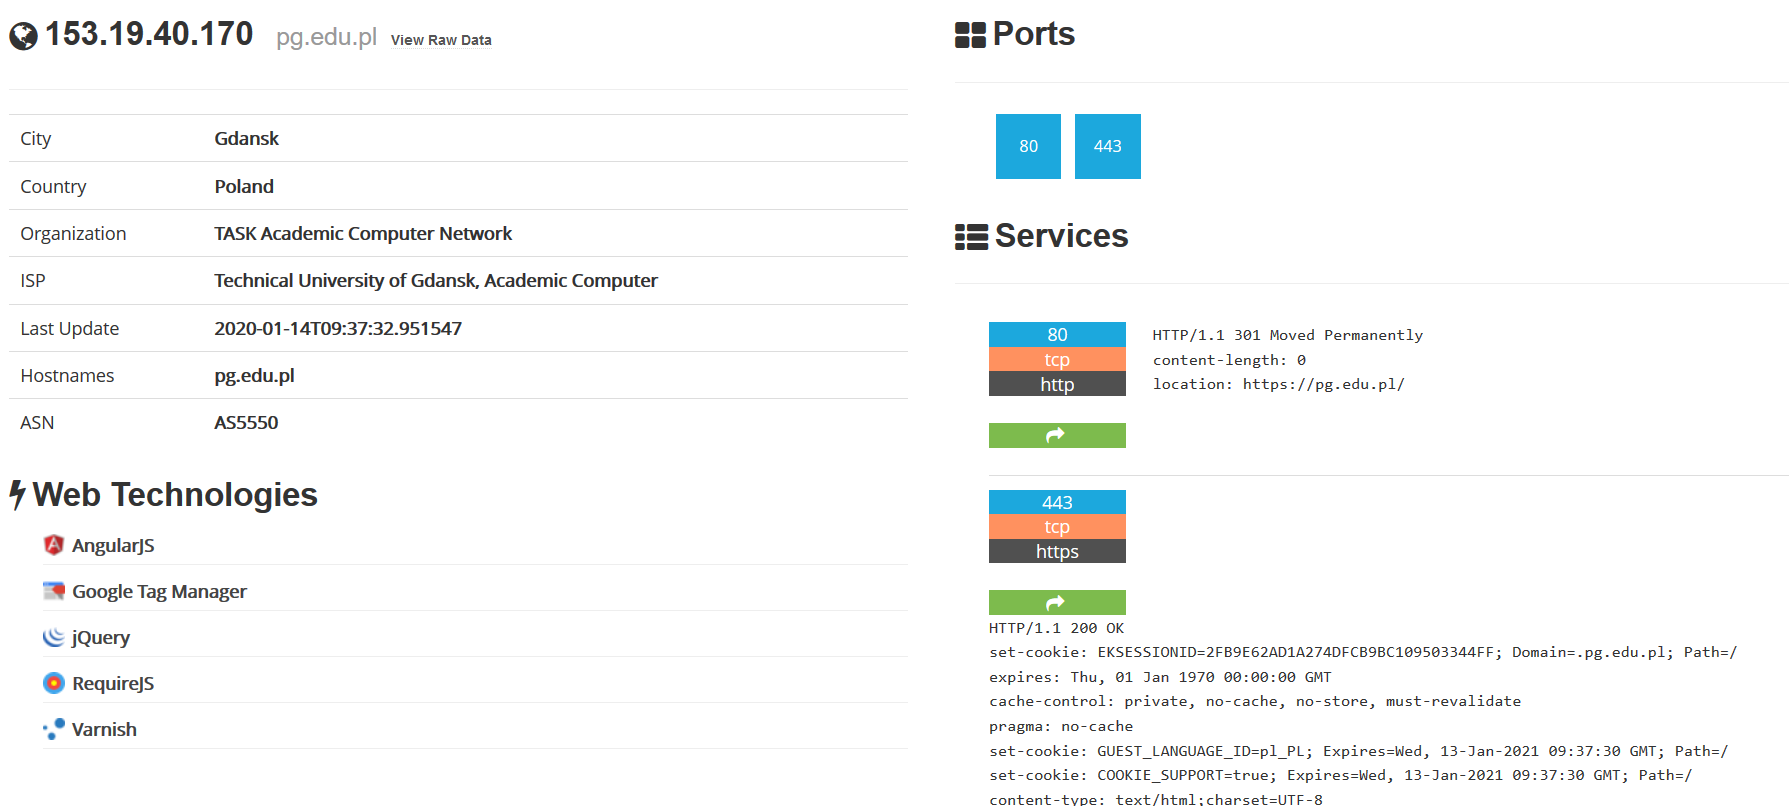 153.19.40.170 pg.edu.pl View Raw Data
City Gdansk
Country Poland
Organization TASK Academic Computer Network
ISP Technical University of Gdansk, Academic Computer
Last Update 2020-01-14T09:37:32.951547
Hostnames pg.edu.pl
ASN AS5550
Web Technologies
AngularJS
Google Tag Manager
jQuery
RequireJS
Varnish
Ports
80 443
Services
80
tcp
http
HTTP/1.1 301 Moved Permanently
content-length: 0
location: https://pg.edu.pl/
443
tcp
https
HTTP/1.1 200 OK
set-cookie: EKSESSIONID=2FB9E62AD1A274DFCB9BC109503344FF; Domain=.pg.edu.pl; Path=/
expires: Thu, 01 Jan 1970 00:00:00 GMT
cache-control: private, no-cache, no-store, must-revalidate
pragma: no-cache
set-cookie: GUEST_LANGUAGE_ID=pl_PL; Expires=Wed, 13-Jan-2021 09:37:30 GMT; Path=/
set-cookie: COOKIE_SUPPORT=true; Expires=Wed, 13-Jan-2021 09:37:30 GMT; Path=/
content-type: text/html;charset=UTF-8